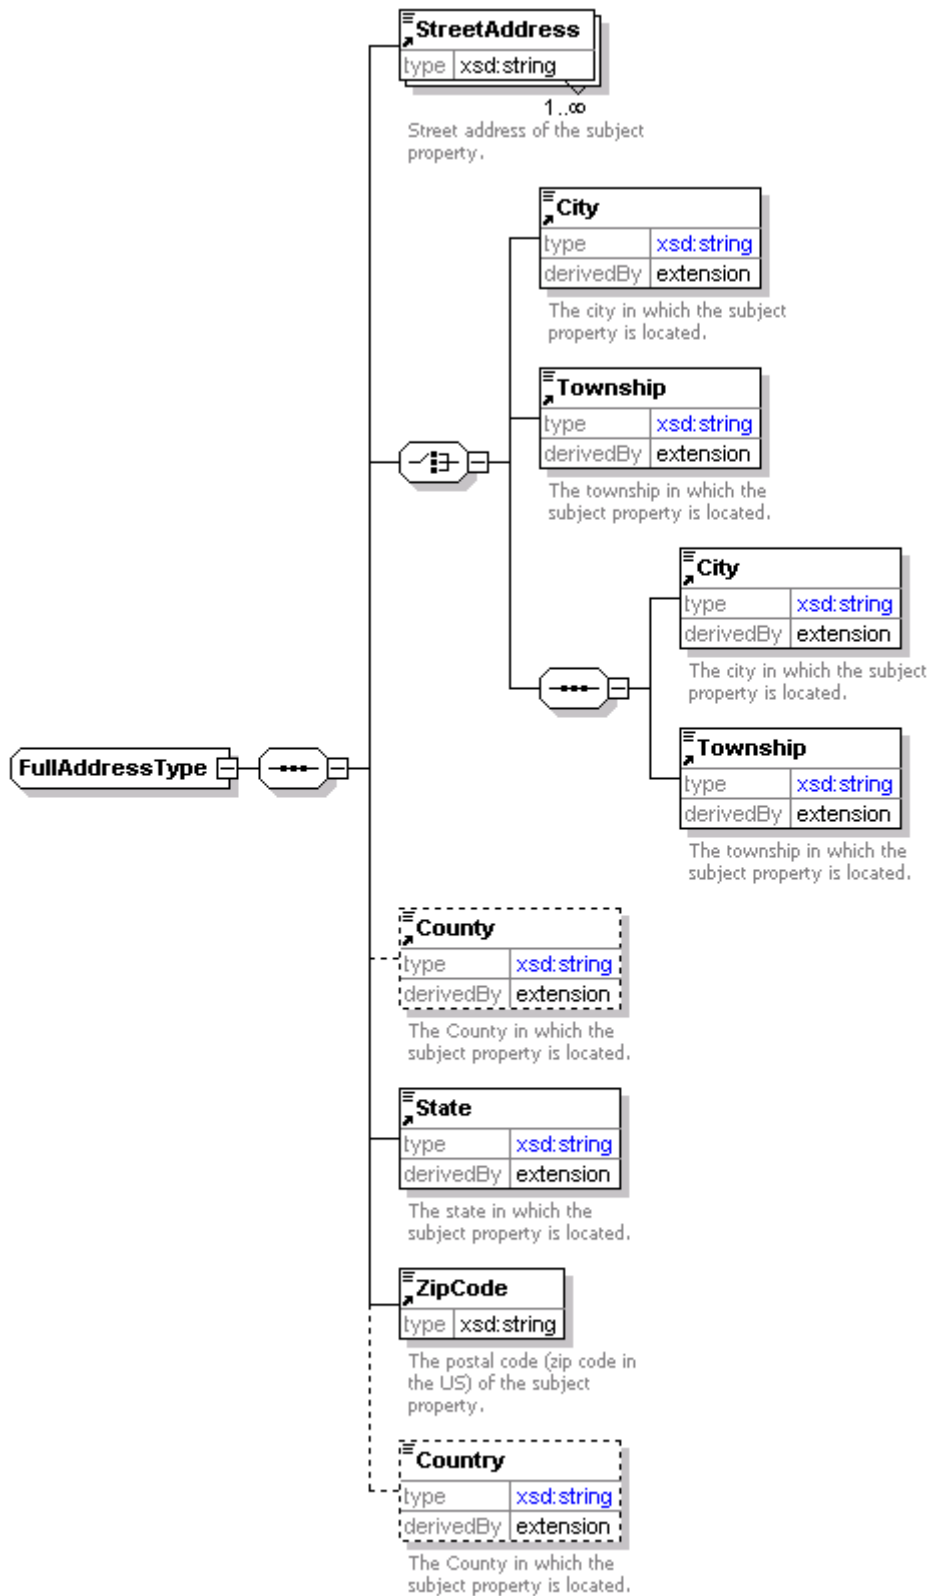 StreetAddress
type xsd:string
1..∞
Street address of the subject
property.
City
type xsd:string
derivedBy extension
The city in which the subject
property is located.
Township
type xsd:string
derivedBy extension
The township in which the
subject property is located.
City
type xsd:string
derivedBy extension
The city in which the subject
property is located.
Township
type xsd:string
derivedBy extension
The township in which the
subject property is located.
FullAddressType
County
type xsd:string
derivedBy extension
The County in which the
subject property is located.
State
type xsd:string
derivedBy extension
The state in which the
subject property is located.
ZipCode
type xsd:string
The postal code (zip code in
the US) of the subject
property.
Country
type xsd:string
derivedBy extension
The County in which the
subject property is located.